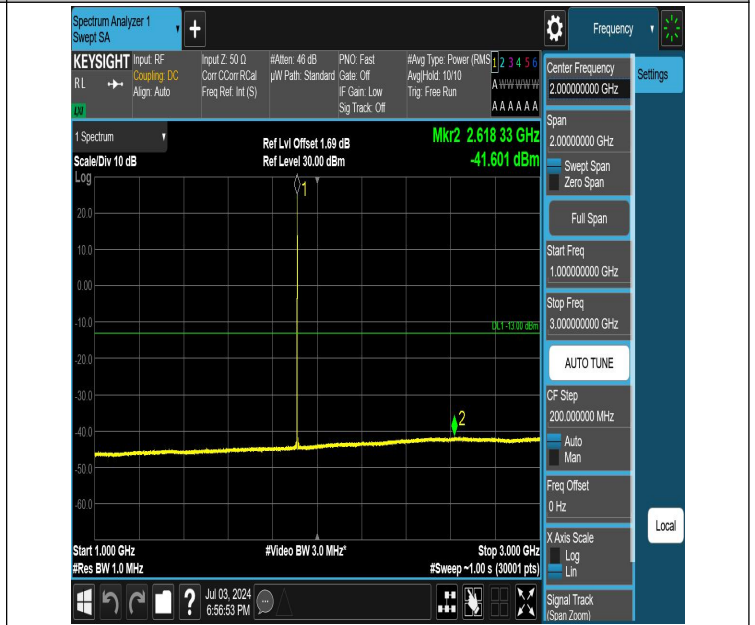 Spectrum Analyzer 1
Swept SA
Frequency
KEYSIGHT
RL
Input: RF
Coupling: DC
Align: Auto
Input Z: 50 Ω
Corr CCorr RCal
Freq Ref: Int (S)
#Atten: 46 dB
µW Path: Standard
PNO: Fast
Gate: Off
IF Gain: Low
Sig Track: Off
#Avg Type: Power (RMS
Avg|Hold: 10/10
Trig: Free Run
1 2 3 4 5 6
A W W W W W
A A A A A A
1 Spectrum
Scale/Div 10 dB
Log
Ref Lvl Offset 1.69 dB
Ref Level 30.00 dBm
Mkr2 2.618 33 GHz
-41.601 dBm
1
20.0
10.0
0.00
-10.0
DL1 -13.00 dBm
-20.0
-30.0
-40.0
2
-50.0
-60.0
Start 1.000 GHz
#Res BW 1.0 MHz
#Video BW 3.0 MHz*
Stop 3.000 GHz
#Sweep ~1.00 s (30001 pts)
Jul 03, 2024
6:56:53 PM
Center Frequency
2.000000000 GHz
Settings
Span
2.00000000 GHz
Swept Span
Zero Span
Full Span
Start Freq
1.000000000 GHz
Stop Freq
3.000000000 GHz
AUTO TUNE
CF Step
200.000000 MHz
Auto
Man
Freq Offset
0 Hz
Local
X Axis Scale
Log
Lin
Signal Track
(Span Zoom)